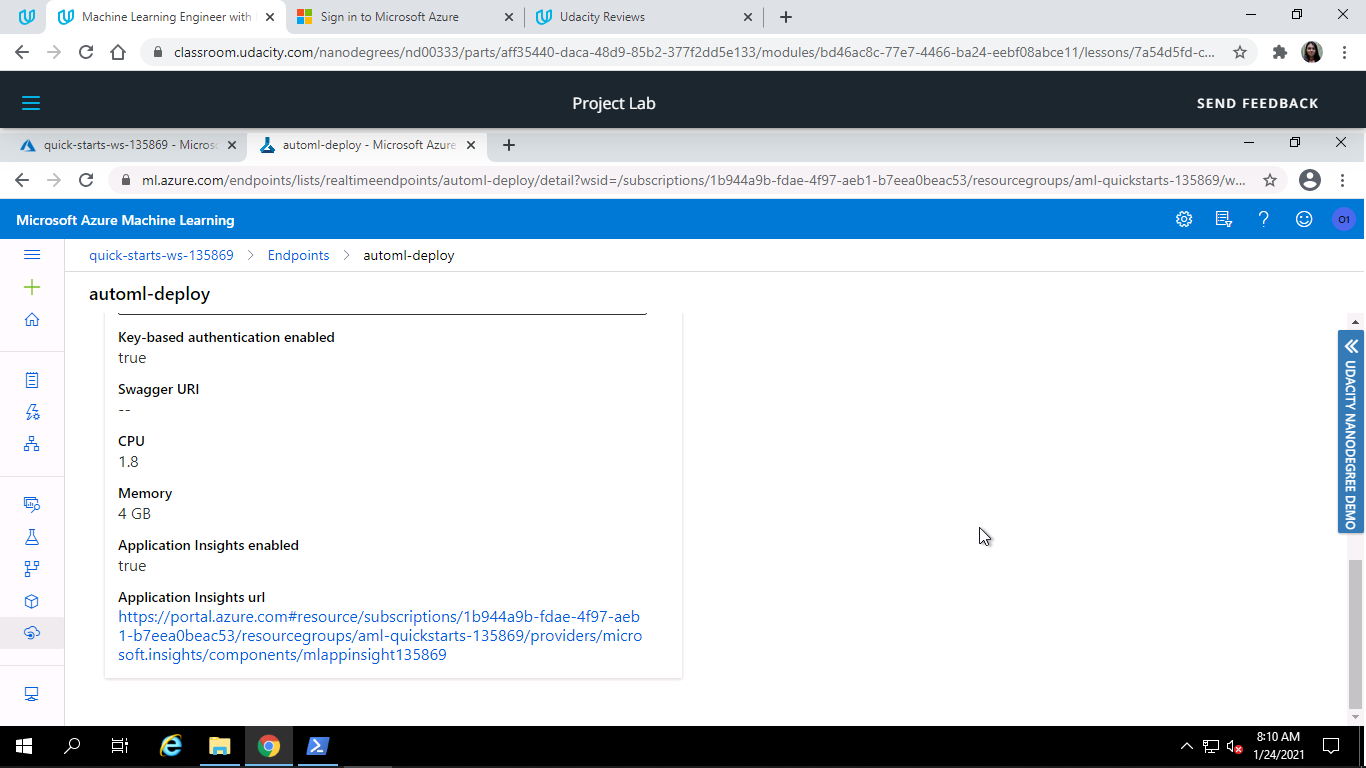 Machine Learning Engineer with
Sign in to Microsoft Azure
Udacity Reviews
classroom.udacity.com/nanodegrees/nd00333/parts/aff35440-daca-48d9-85b2-377f2dd5e133/modules/bd46ac8c-77e7-4466-ba24-eebf08abce11/lessons/7a54d5fd-c...
Project Lab
SEND FEEDBACK
quick-starts-ws-135869 - Micros
automl-deploy - Microsoft Azure
ml.azure.com/endpoints/lists/realtimeendpoints/automl-deploy/detail?wsid=/subscriptions/1b944a9b-fdae-4f97-aeb1-b7eea0beac53/resourcegroups/aml-quickstarts-135869/w...
Microsoft Azure Machine Learning
O1
quick-starts-ws-135869 > Endpoints > automl-deploy
automl-deploy
Key-based authentication enabled
true
Swagger URI
--
CPU
1.8
Memory
4 GB
Application Insights enabled
true
Application Insights url
https://portal.azure.com#resource/subscriptions/1b944a9b-fdae-4f97-aeb
1-b7eea0beac53/resourcegroups/aml-quickstarts-135869/providers/micro
soft.insights/components/mlappinsight135869
UDACITY NANODEGREE DEMO
8:10 AM
1/24/2021